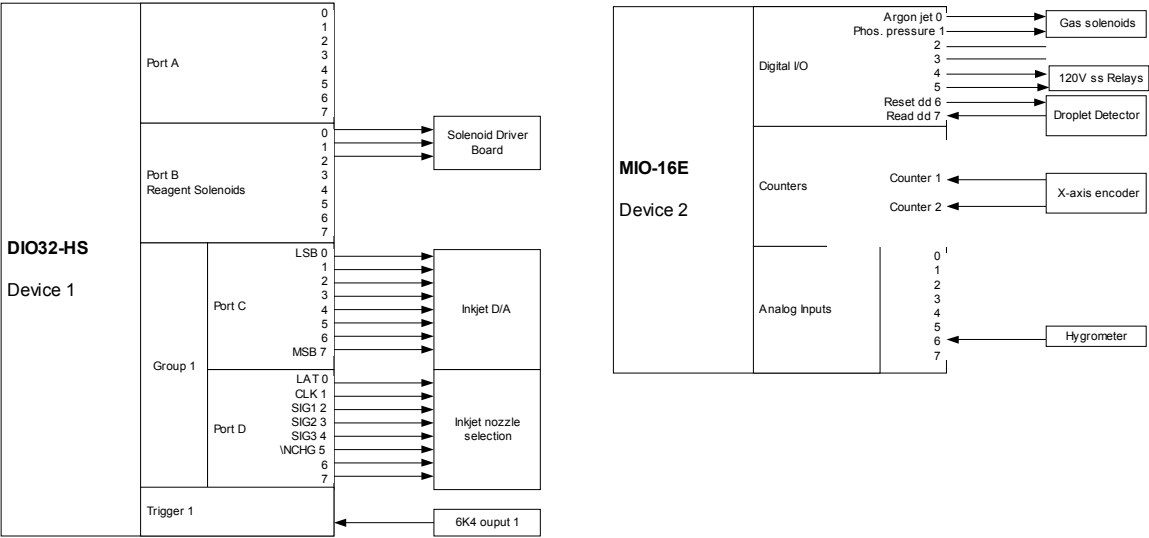 DIO32-HS
Device 1
Port A
0
1
2
3
4
5
6
7
Port B
Reagent Solenoids
0
1
2
3
4
5
6
7
Solenoid Driver
Board
Group 1
Port C
LSB 0
1
2
3
4
5
6
MSB 7
Inkjet D/A
Port D
LAT 0
CLK 1
SIG1 2
SIG2 3
SIG3 4
\NCHG 5
6
7
Inkjet nozzle
selection
Trigger 1
6K4 ouput 1
MIO-16E
Device 2
Digital I/O
Argon jet 0
Phos. pressure 1
2
3
4
5
Reset dd 6
Read dd 7
Gas solenoids
120V ss Relays
Droplet Detector
Counters
Counter 1
Counter 2
X-axis encoder
Analog Inputs
0
1
2
3
4
5
6
7
Hygrometer